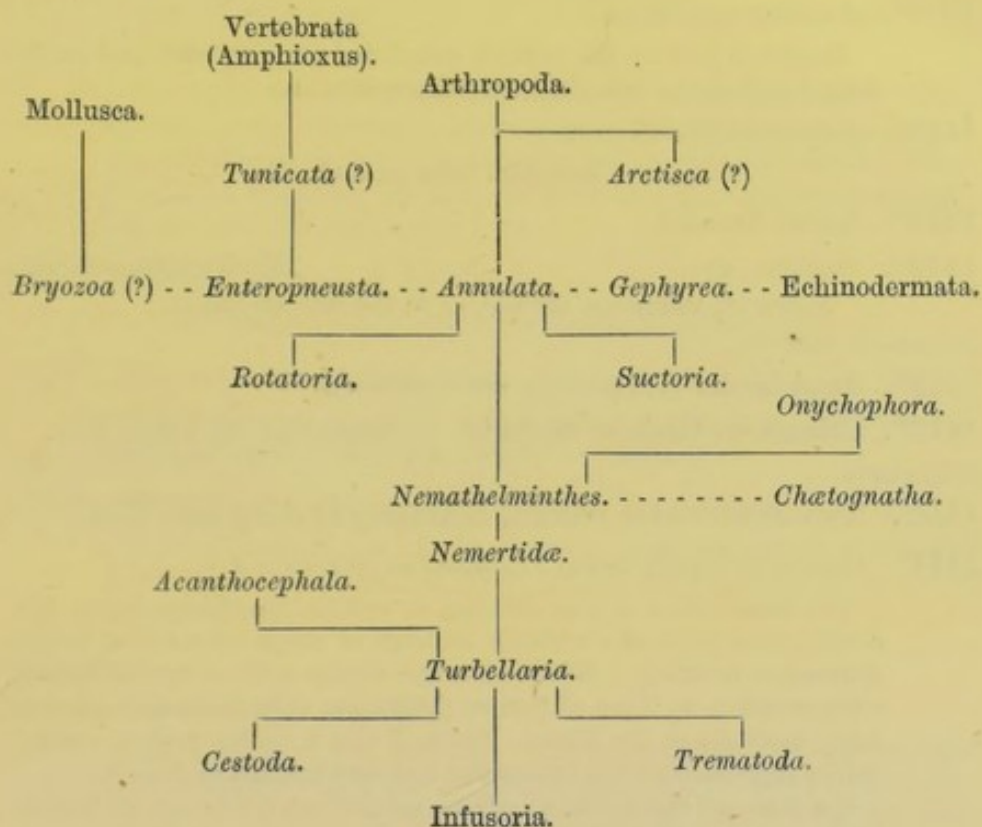 Vertebrata
(Amphioxus).
Arthropoda.
Mollusca.
Tunicata (?)
Arctisca (?)
Bryozoa (?) - - Enteropneusta. - - Annulata. - - Gephyrea. - - Echinodermata.
Rotatoria.
Suctoria.
Onychophora.
Nemathelminthes. - - - - - - - - Chætognatha.
Nemertidæ.
Acanthocephala.
Turbellaria.
Cestoda.
Trematoda.
Infusoria.